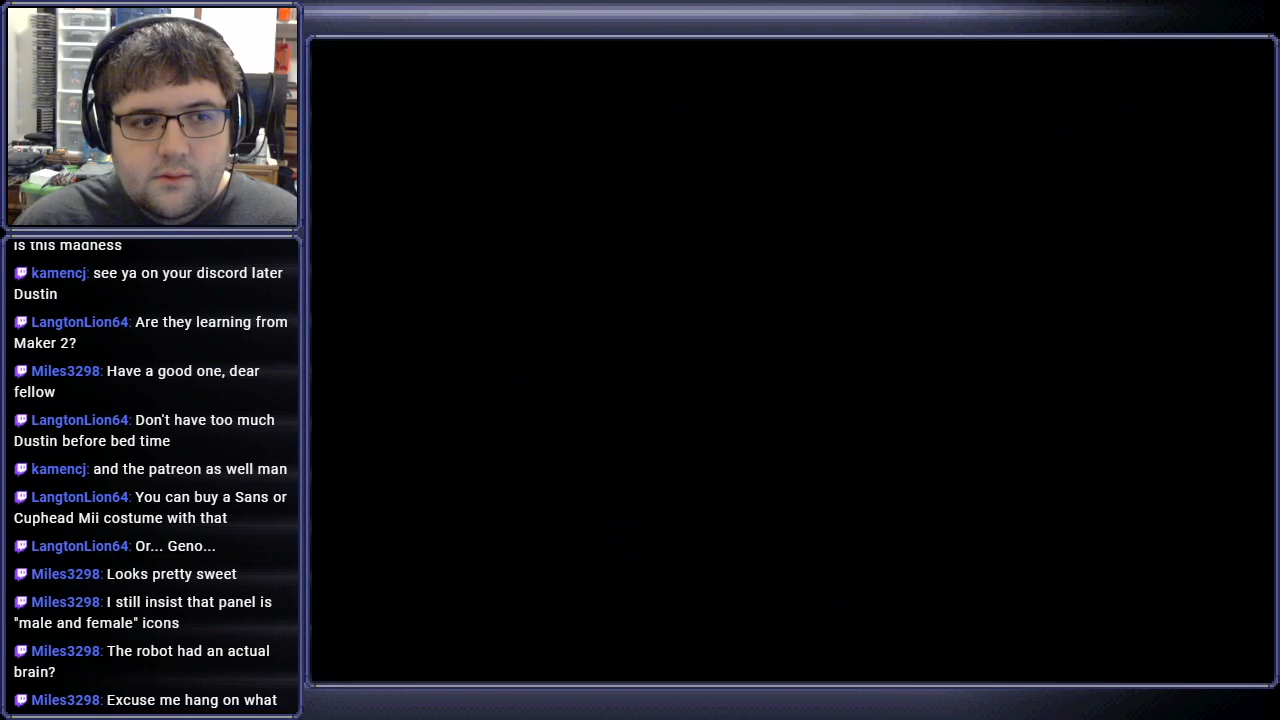 is this madness
kamencj: see ya on your discord later
Dustin
LangtonLion64: Are they learning from
Maker 2?
Miles3298: Have a good one, dear
fellow
LangtonLion64: Don't have too much
Dustin before bed time
kamencj: and the patreon as well man
LangtonLion64: You can buy a Sans or
Cuphead Mii costume with that
LangtonLion64: Or... Geno...
Miles3298: Looks pretty sweet
Miles3298: I still insist that panel is
"male and female" icons
Miles3298: The robot had an actual
brain?
Miles3298: Excuse me hang on what